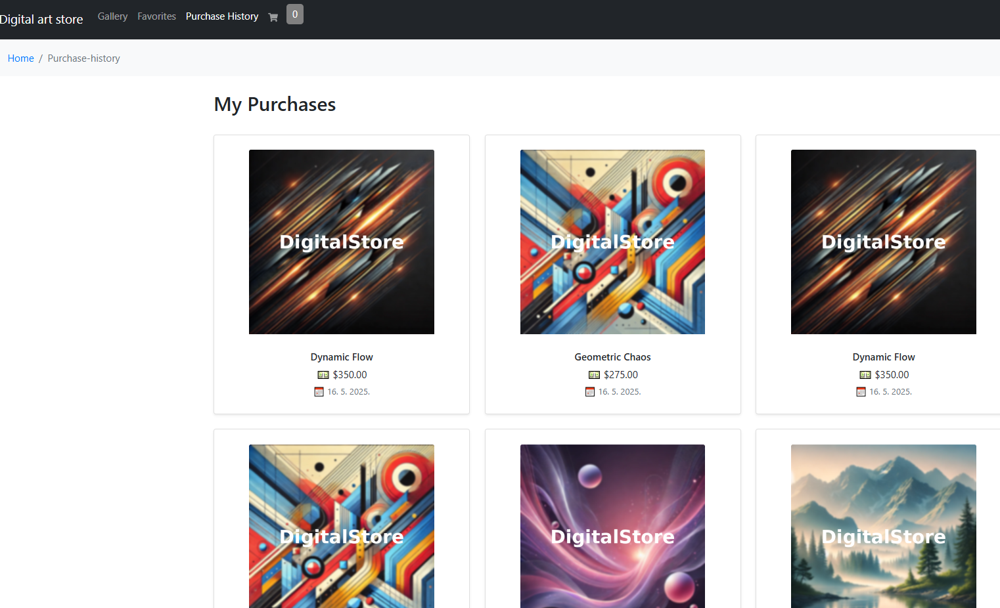 Digital art store Gallery Favorites Purchase History 0
Home / Purchase-history
My Purchases
DigitalStore
Dynamic Flow
$350.00
16. 5. 2025.
DigitalStore
Geometric Chaos
$275.00
16. 5. 2025.
DigitalStore
Dynamic Flow
$350.00
16. 5. 2025.
DigitalStore
DigitalStore
DigitalStore